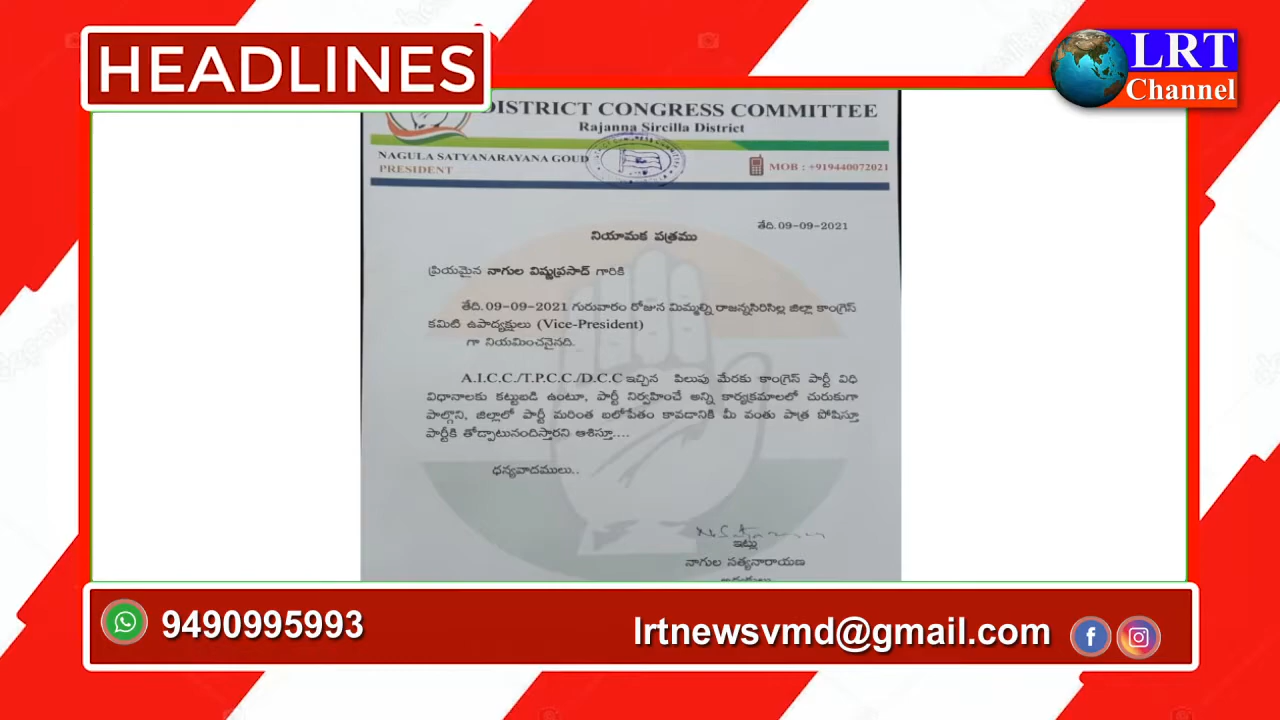 HEADLINES
LRT
Channel
DISTRICT CONGRESS COMMITTEE
Rajanna Sircilla District
NAGULA SATYANARAYANA GOUD
PRESIDENT
MOB : +919440072021
తేది.09-09-2021
నియామక పత్రము
ప్రియమైన నాగుల విష్ణుప్రసాద్ గారికి
తేది.09-09-2021 గురువారం రోజున మిమ్మల్ని రాజన్నసిరిసిల్ల జిల్లా కాంగ్రెస్
కమిటి ఉపాద్యక్షులు (Vice-President)
గా నియమించనైనది.
A.I.C.C./T.P.C.C./D.C.C ఇచ్చిన పిలుపు మేరకు కాంగ్రెస్ పార్టీ విధి
విధానాలకు కట్టుబడి ఉంటూ, పార్టీ నిర్వహించే అన్ని కార్యక్రమాలలో చురుకుగా
పాల్గొని, జిల్లాలో పార్టీ మరింత బలోపేతం కావడానికి మీ వంతు పాత్ర పోషిస్తూ
పార్టీకి తోడ్పాటునందిస్తారని ఆశిస్తూ....
ధన్యవాదములు..
ఇట్లు
నాగుల సత్యనారాయణ
9490995993
lrtnewsvmd@gmail.com